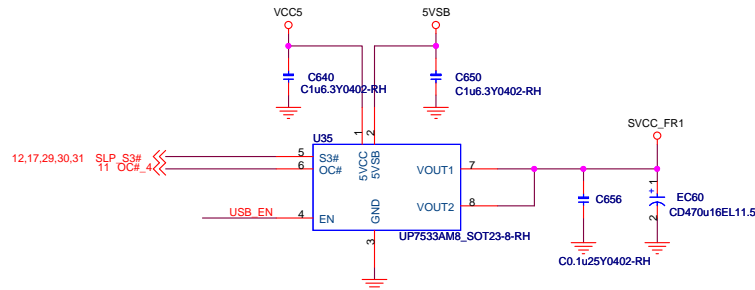 VCC5
5VSB
C640
C1u6.3Y0402-RH
C650
C1u6.3Y0402-RH
SVCC_FR1
U35
1
2
12,17,29,30,31 SLP_S3#
5
S3#
5VCC
5VSB
VOUT1
7
11 OC#_4
6
OC#
USB_EN
4
EN
GND
VOUT2
8
C656
+
1
EC60
2
CD470u16EL11.5
3
UP7533AM8_SOT23-8-RH
C0.1u25Y0402-RH